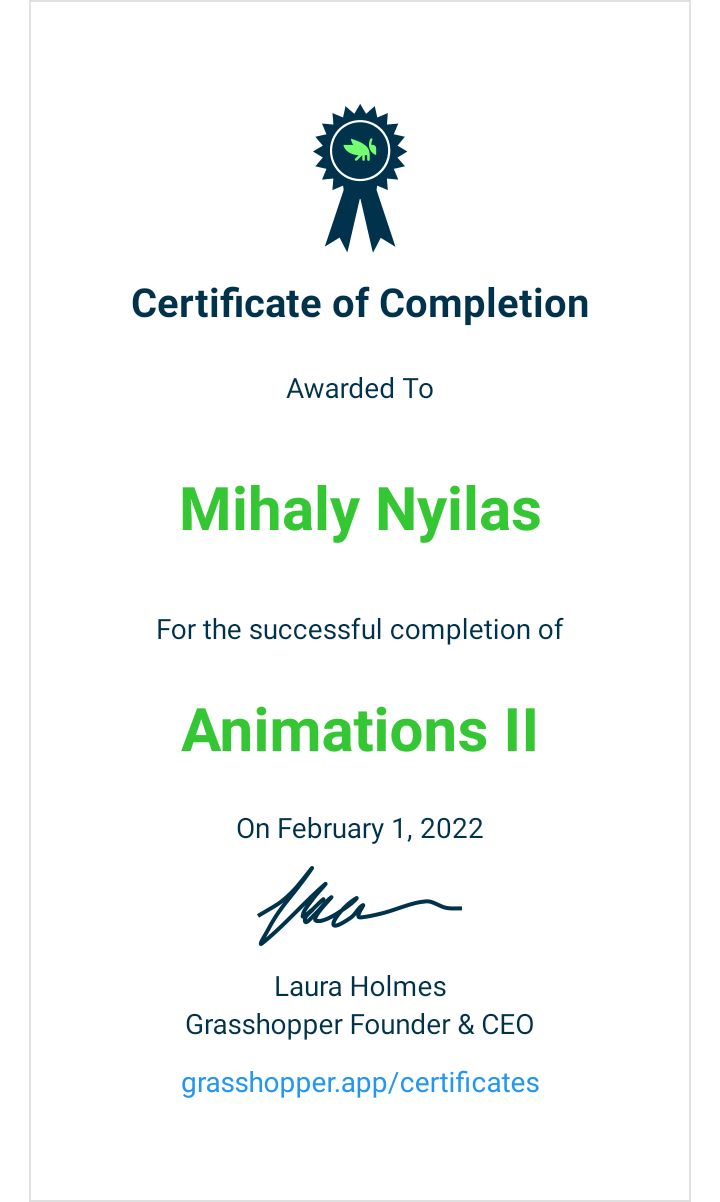 Certificate of Completion
Awarded To
Mihaly Nyilas
For the successful completion of
Animations II
On February 1, 2022
Laura Holmes
Grasshopper Founder & CEO
grasshopper.app/certificates